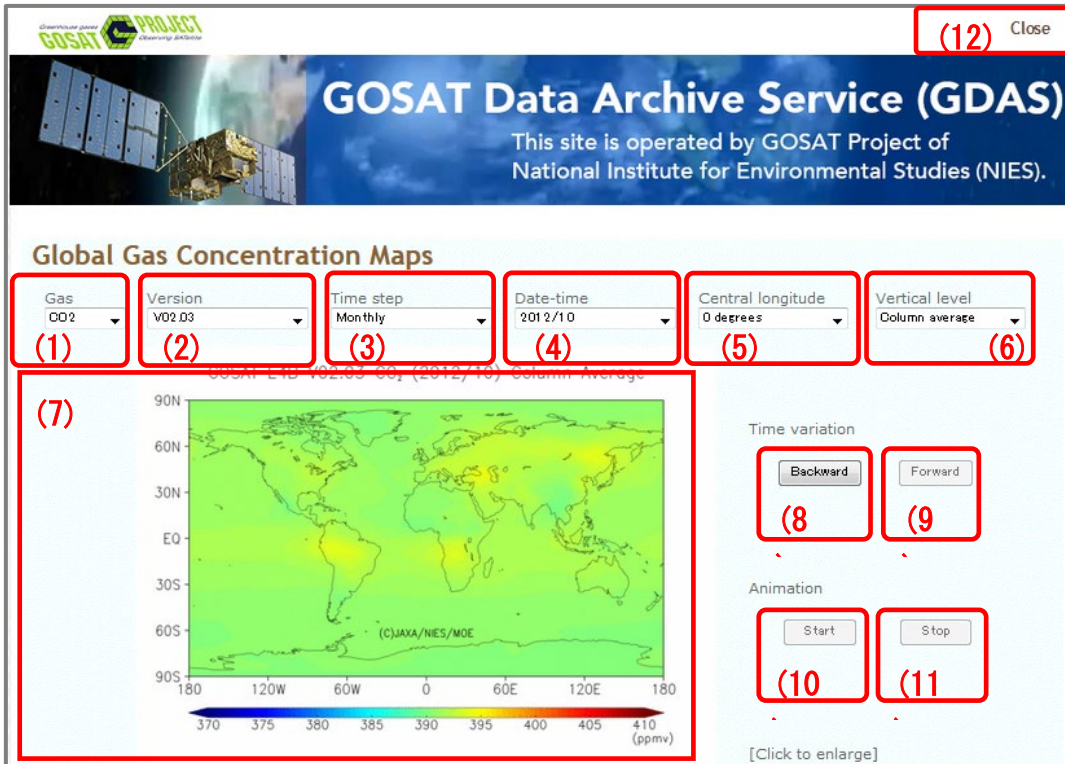 Greenhouse gases
GOSAT PROJECT
Observing SATellite
(12) Close
GOSAT Data Archive Service (GDAS)
This site is operated by GOSAT Project of
National Institute for Environmental Studies (NIES).
Global Gas Concentration Maps
Gas Version Time step Date-time Central longitude Vertical level
CO2 V02.03 Monthly 2012/10 0 degrees Column average
(1) (2) (3) (4) (5) (6)
GOSAT L4B V02.03 CO₂ (2012/10) Column Average
(7)
90N
60N
30N
EQ
30S
60S
90S
(C)JAXA/NIES/MOE
180 120W 60W 0 60E 120E 180
370 375 380 385 390 395 400 405 410
(ppmv)
Time variation
Backward Forward
(8 (9
Animation
Start Stop
(10 (11
[Click to enlarge]